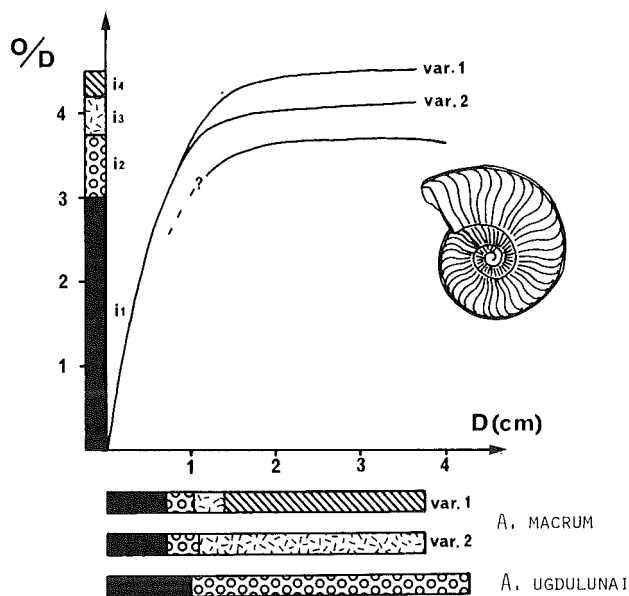 O/D
i4
4
i3
i2
3
2
i1
1
0
var. 1
var. 2
?
D (cm)
1 2 3 4
var. 1
var. 2
A. MACRUM
A. UGDULUNAI